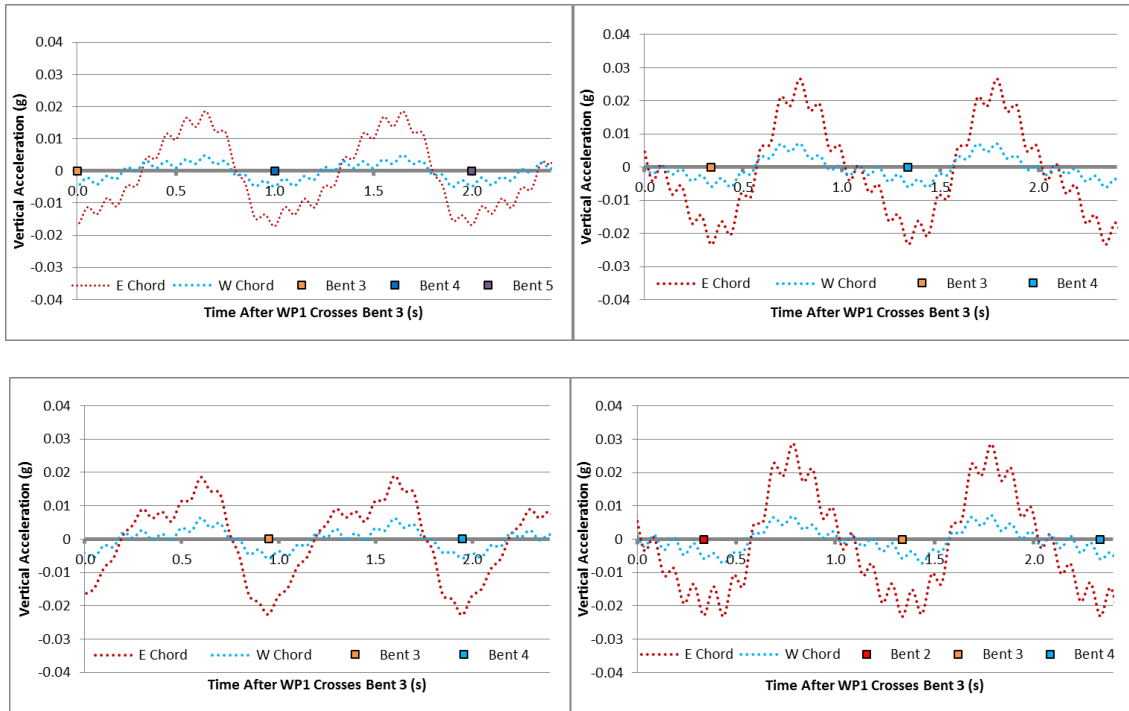 0.04
0.03
0.02
0.01
0
-0.01
-0.02
-0.03
-0.04
Vertical Acceleration (g)
0.0 0.5 1.0 1.5 2.0
E Chord W Chord Bent 3 Bent 4 Bent 5
Time After WP1 Crosses Bent 3 (s)
0.04
0.03
0.02
0.01
0
-0.01
-0.02
-0.03
-0.04
Vertical Acceleration (g)
0.0 0.5 1.0 1.5 2.0
E Chord W Chord Bent 3 Bent 4
Time After WP1 Crosses Bent 3 (s)
0.04
0.03
0.02
0.01
0
-0.01
-0.02
-0.03
-0.04
Vertical Acceleration (g)
0.0 0.5 1.0 1.5 2.0
E Chord W Chord Bent 3 Bent 4
Time After WP1 Crosses Bent 3 (s)
0.04
0.03
0.02
0.01
0
-0.01
-0.02
-0.03
-0.04
Vertical Acceleration (g)
0.0 0.5 1.0 1.5 2.0
E Chord W Chord Bent 2 Bent 3 Bent 4
Time After WP1 Crosses Bent 3 (s)